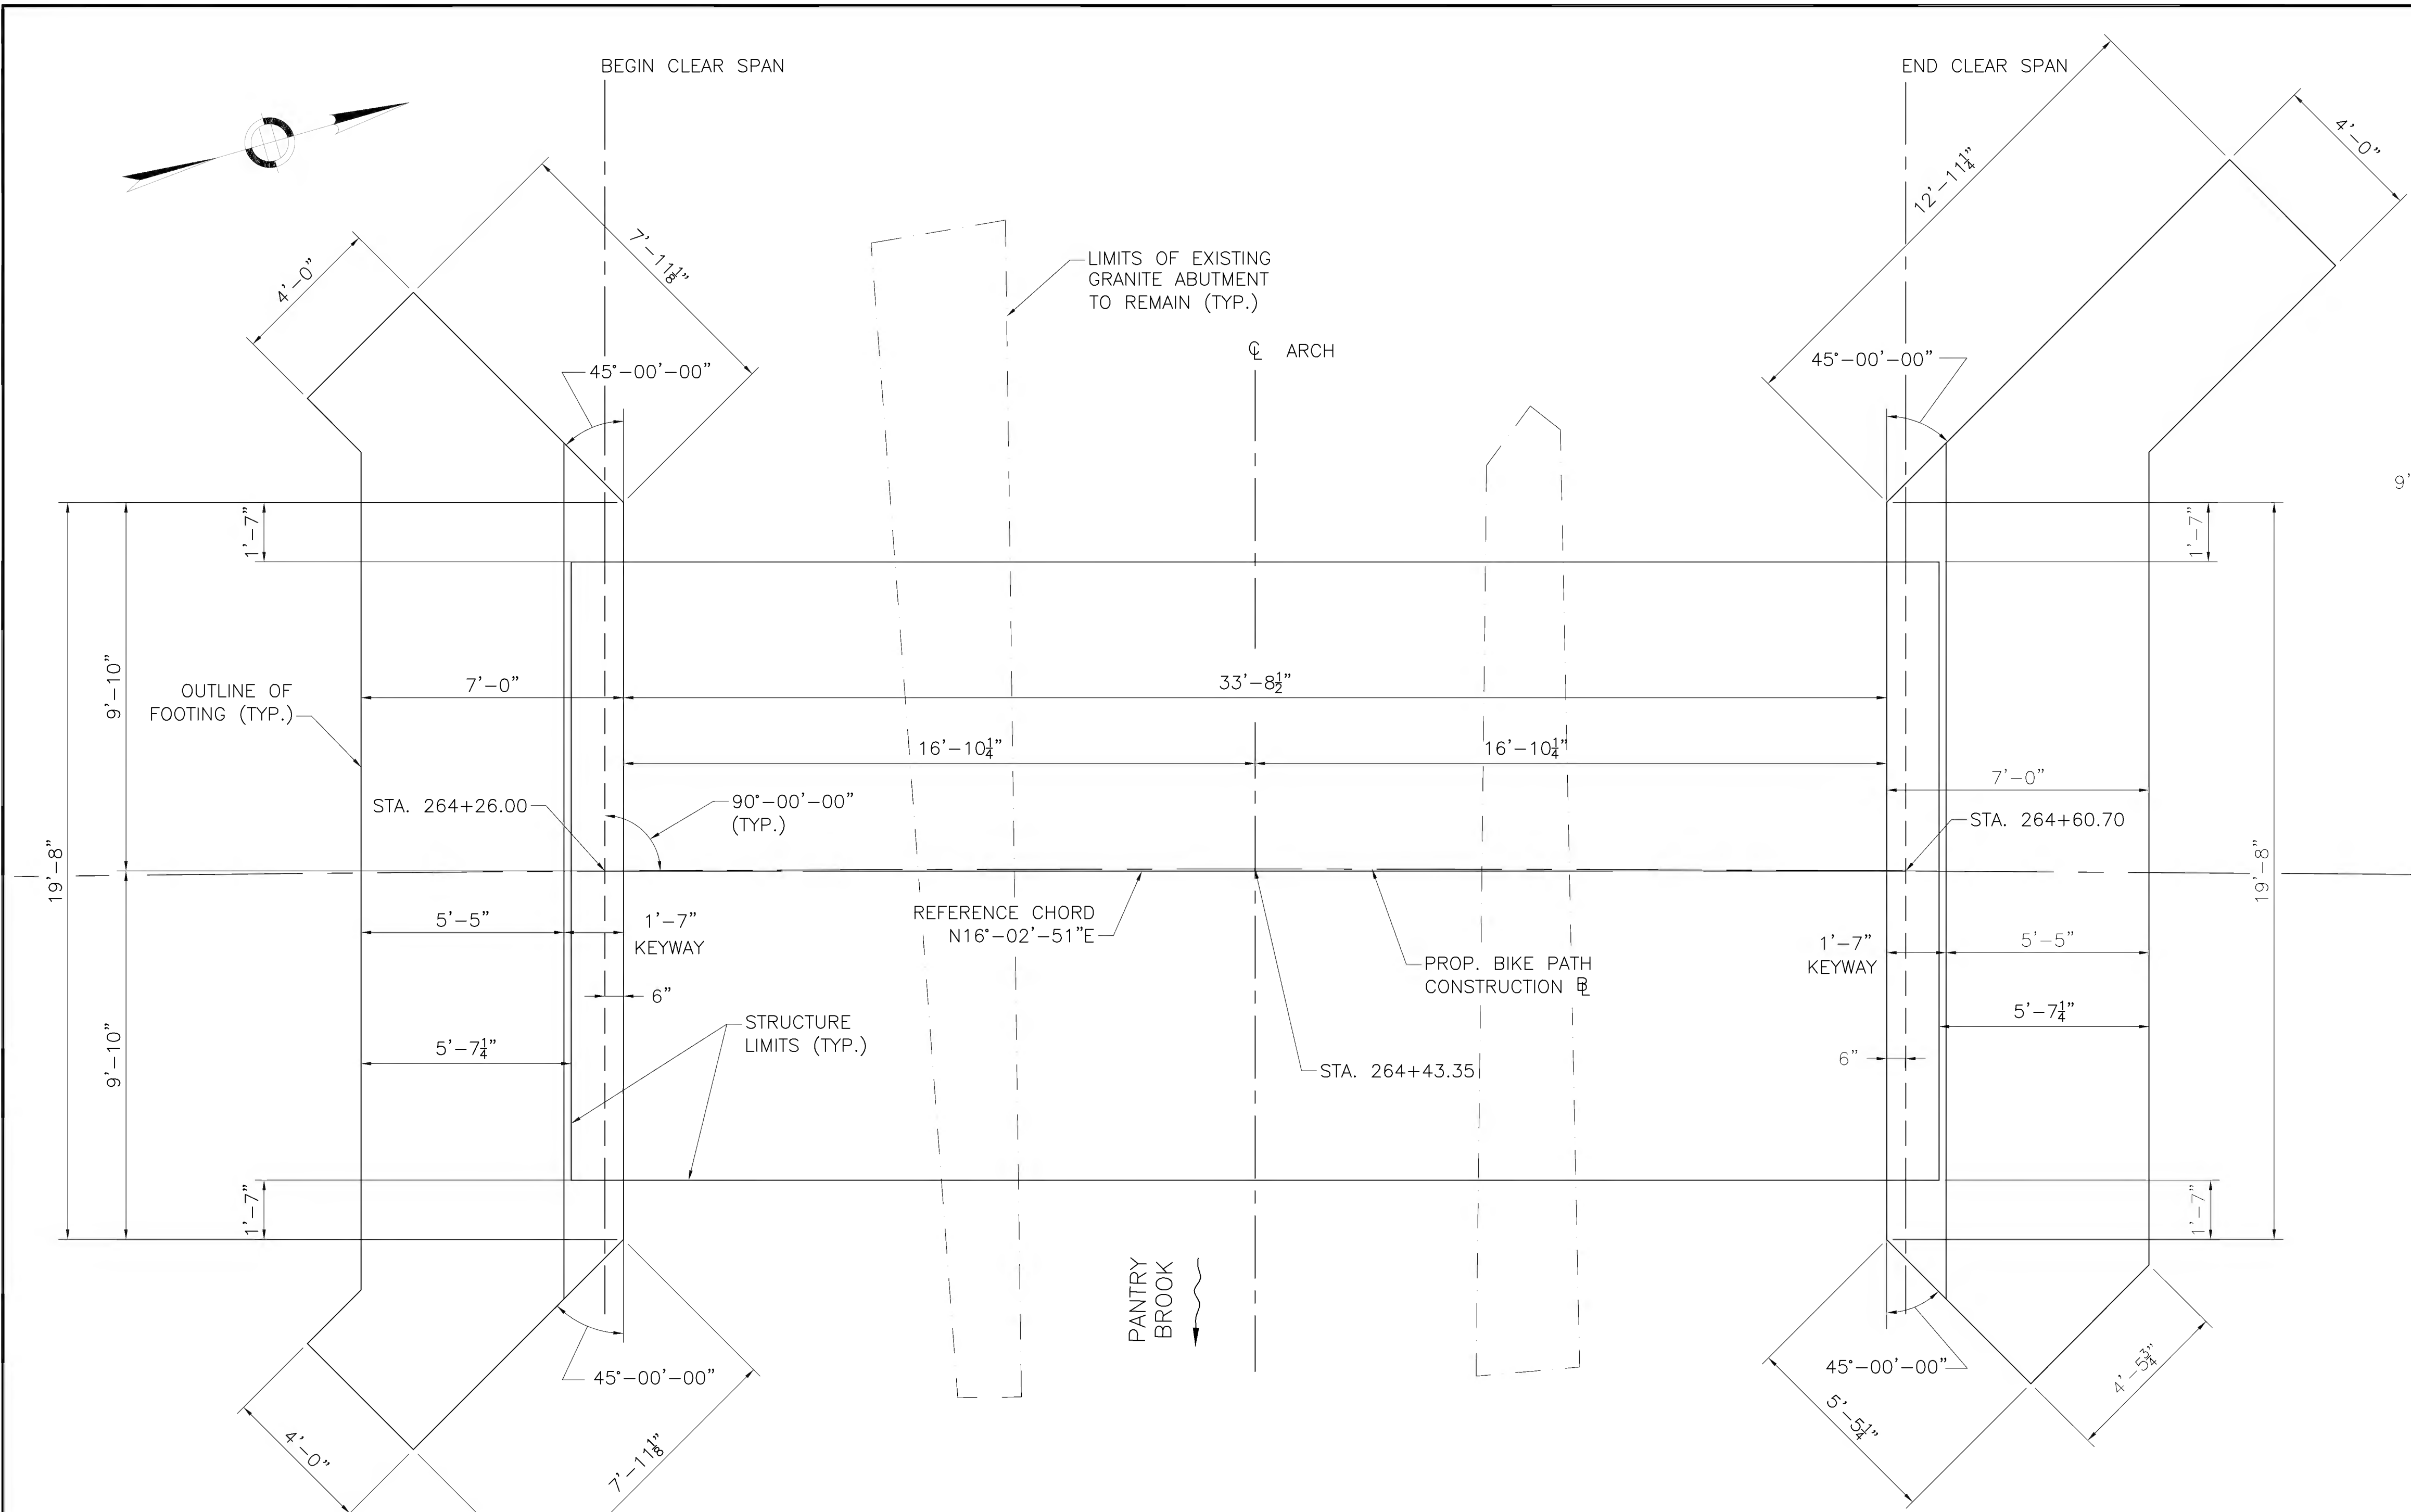 BEGIN CLEAR SPAN
END CLEAR SPAN
12'-11¼"
4'-0"
4'-0"
7'-11⅛"
LIMITS OF EXISTING
GRANITE ABUTMENT
TO REMAIN (TYP.)
℄ ARCH
45°-00'-00"
45°-00'-00"
9'
1'-7"
1'-7"
9'-10"
OUTLINE OF
FOOTING (TYP.)
7'-0"
33'-8½"
16'-10¼"
16'-10¼"
7'-0"
STA. 264+26.00
90°-00'-00"
(TYP.)
STA. 264+60.70
19'-8"
19'-8"
5'-5"
1'-7"
KEYWAY
REFERENCE CHORD
N16°-02'-51"E
PROP. BIKE PATH
CONSTRUCTION BL
1'-7"
KEYWAY
5'-5"
6"
5'-7¼"
STRUCTURE
LIMITS (TYP.)
5'-7¼"
9'-10"
STA. 264+43.35
6"
1'-7"
1'-7"
PANTRY
BROOK
45°-00'-00"
45°-00'-00"
4'-0"
7'-11⅛"
5'-5¼"
4'-5¾"